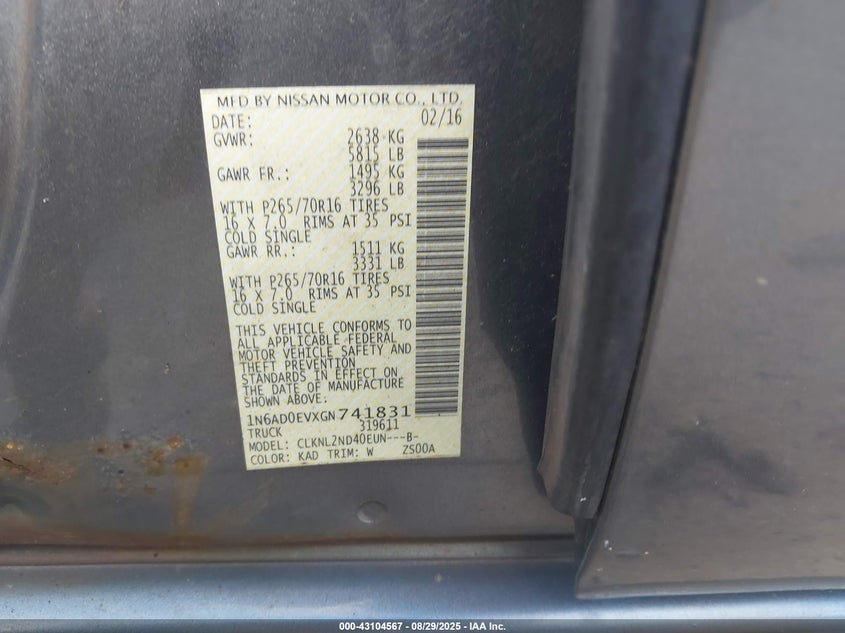 MFD BY NISSAN MOTOR CO., LTD.
DATE: 02/16
GVWR: 2638 KG
5815 LB
GAWR FR.: 1495 KG
3296 LB
WITH P265/70R16 TIRES
16 X 7.0 RIMS AT 35 PSI
COLD SINGLE
GAWR RR.: 1511 KG
3331 LB
WITH P265/70R16 TIRES
16 X 7.0 RIMS AT 35 PSI
COLD SINGLE
THIS VEHICLE CONFORMS TO
ALL APPLICABLE FEDERAL
MOTOR VEHICLE SAFETY AND
THEFT PREVENTION
STANDARDS IN EFFECT ON
THE DATE OF MANUFACTURE
SHOWN ABOVE.
1N6AD0EVXGN741831
TRUCK 319611
MODEL: CLKNL2ND40EUN---B-
COLOR: KAD TRIM: W ZS00A
000-43104567 • 08/29/2025 - IAA Inc.